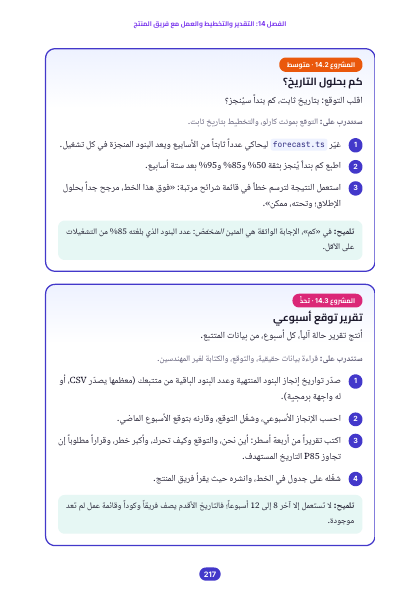 الفصل 14: التقدير والتخطيط والعمل مع فريق المنتج
المشروع 14.2 · متوسط
كم بحلول التاريخ؟
اقلب التوقع: بتاريخ ثابت، كم بنداً سيُنجز؟
ستتدرب على: التوقع بمونت كارلو، والتخطيط بتاريخ ثابت.
1 غيّر forecast.ts ليحاكي عدداً ثابتاً من الأسابيع ويعد البنود المنجزة في كل تشغيل.
2 اطبع كم بنداً يُنجز بثقة 50% و85% و95% بعد ستة أسابيع.
3 استعمل النتيجة لترسم خطاً في قائمة شرائح مرتبة: «فوق هذا الخط، مرجح جداً بحلول
الإطلاق؛ وتحته، ممكن».
تلميح: في «كم»، الإجابة الواثقة هي المئين المنخفض: عدد البنود الذي بلغته 85% من التشغيلات
على الأقل.
المشروع 14.3 · تحدٍّ
تقرير توقع أسبوعي
أنتج تقرير حالة آلياً، كل أسبوع، من بيانات المتتبع.
ستتدرب على: قراءة بيانات حقيقية، والتوقع، والكتابة لغير المهندسين.
1 صدّر تواريخ إنجاز البنود المنتهية وعدد البنود الباقية من متتبعك (معظمها يصدّر CSV، أو
له واجهة برمجية).
2 احسب الإنجاز الأسبوعي، وشغّل التوقع، وقارنه بتوقع الأسبوع الماضي.
3 اكتب تقريراً من أربعة أسطر: أين نحن، والتوقع وكيف تحرك، وأكبر خطر، وقراراً مطلوباً إن
تجاوز P85 التاريخ المستهدف.
4 شغّله على جدول في الخط، وانشره حيث يقرأ فريق المنتج.
تلميح: لا تستعمل إلا آخر 8 إلى 12 أسبوعاً؛ فالتاريخ الأقدم يصف فريقاً وكوداً وقائمة عمل لم تعد
موجودة.
217